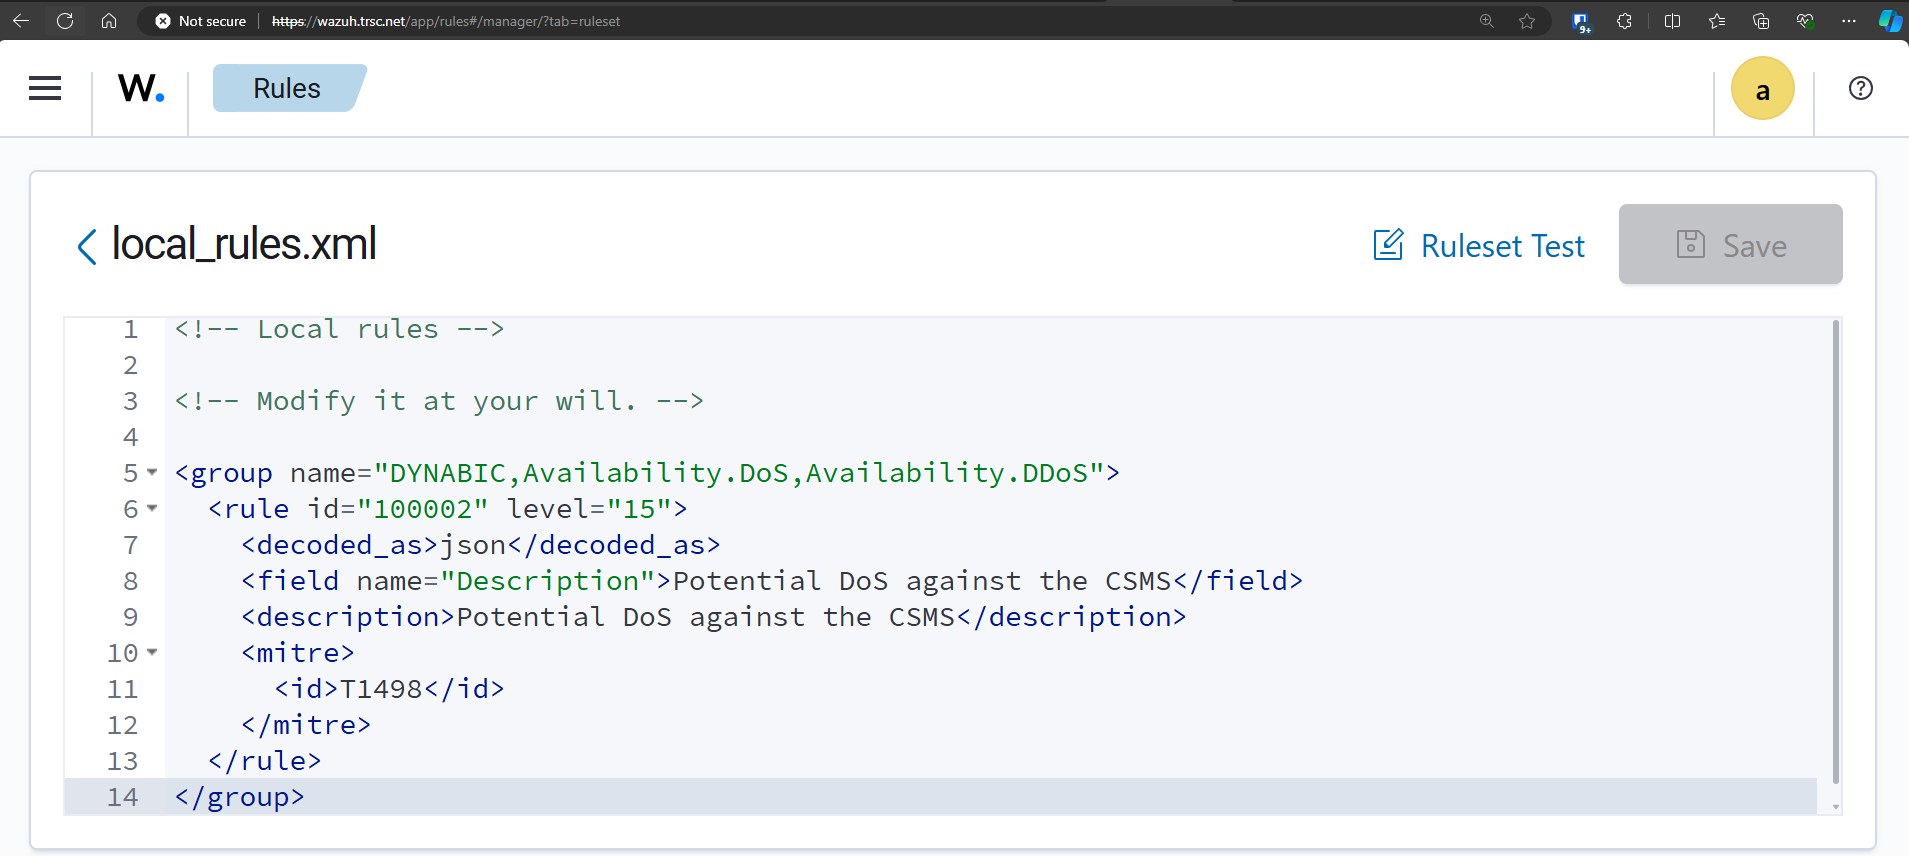 Not secure https://wazuh.trsc.net/app/rules#/manager/?tab=ruleset 9+
W. Rules a ?
local_rules.xml Ruleset Test Save
1 <!-- Local rules -->
2
3 <!-- Modify it at your will. -->
4
5 <group name="DYNABIC,Availability.DoS,Availability.DDoS">
6 <rule id="100002" level="15">
7 <decoded_as>json</decoded_as>
8 <field name="Description">Potential DoS against the CSMS</field>
9 <description>Potential DoS against the CSMS</description>
10 <mitre>
11 <id>T1498</id>
12 </mitre>
13 </rule>
14 </group>